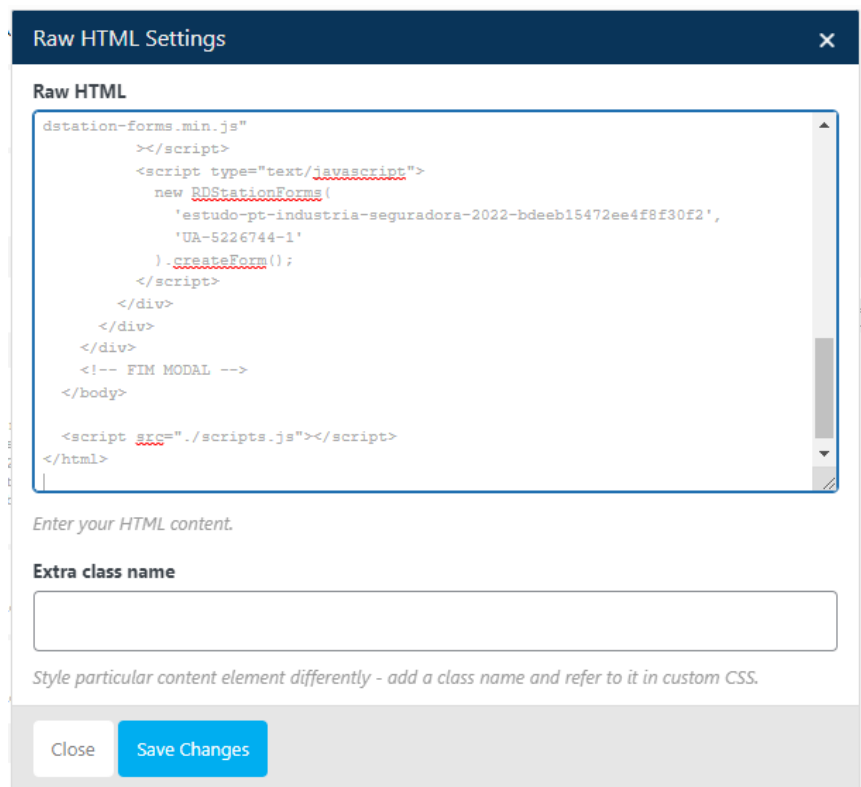 Raw HTML Settings
×
Raw HTML
dstation-forms.min.js"
></script>
<script type="text/javascript">
new RDStationForms(
'estudo-pt-industria-seguradora-2022-bdeeb15472ee4f8f30f2',
'UA-5226744-1'
).createForm();
</script>
</div>
</div>
</div>
<!-- FIM MODAL -->
</body>
<script src="./scripts.js"></script>
</html>
Enter your HTML content.
Extra class name
Style particular content element differently - add a class name and refer to it in custom CSS.
Close Save Changes